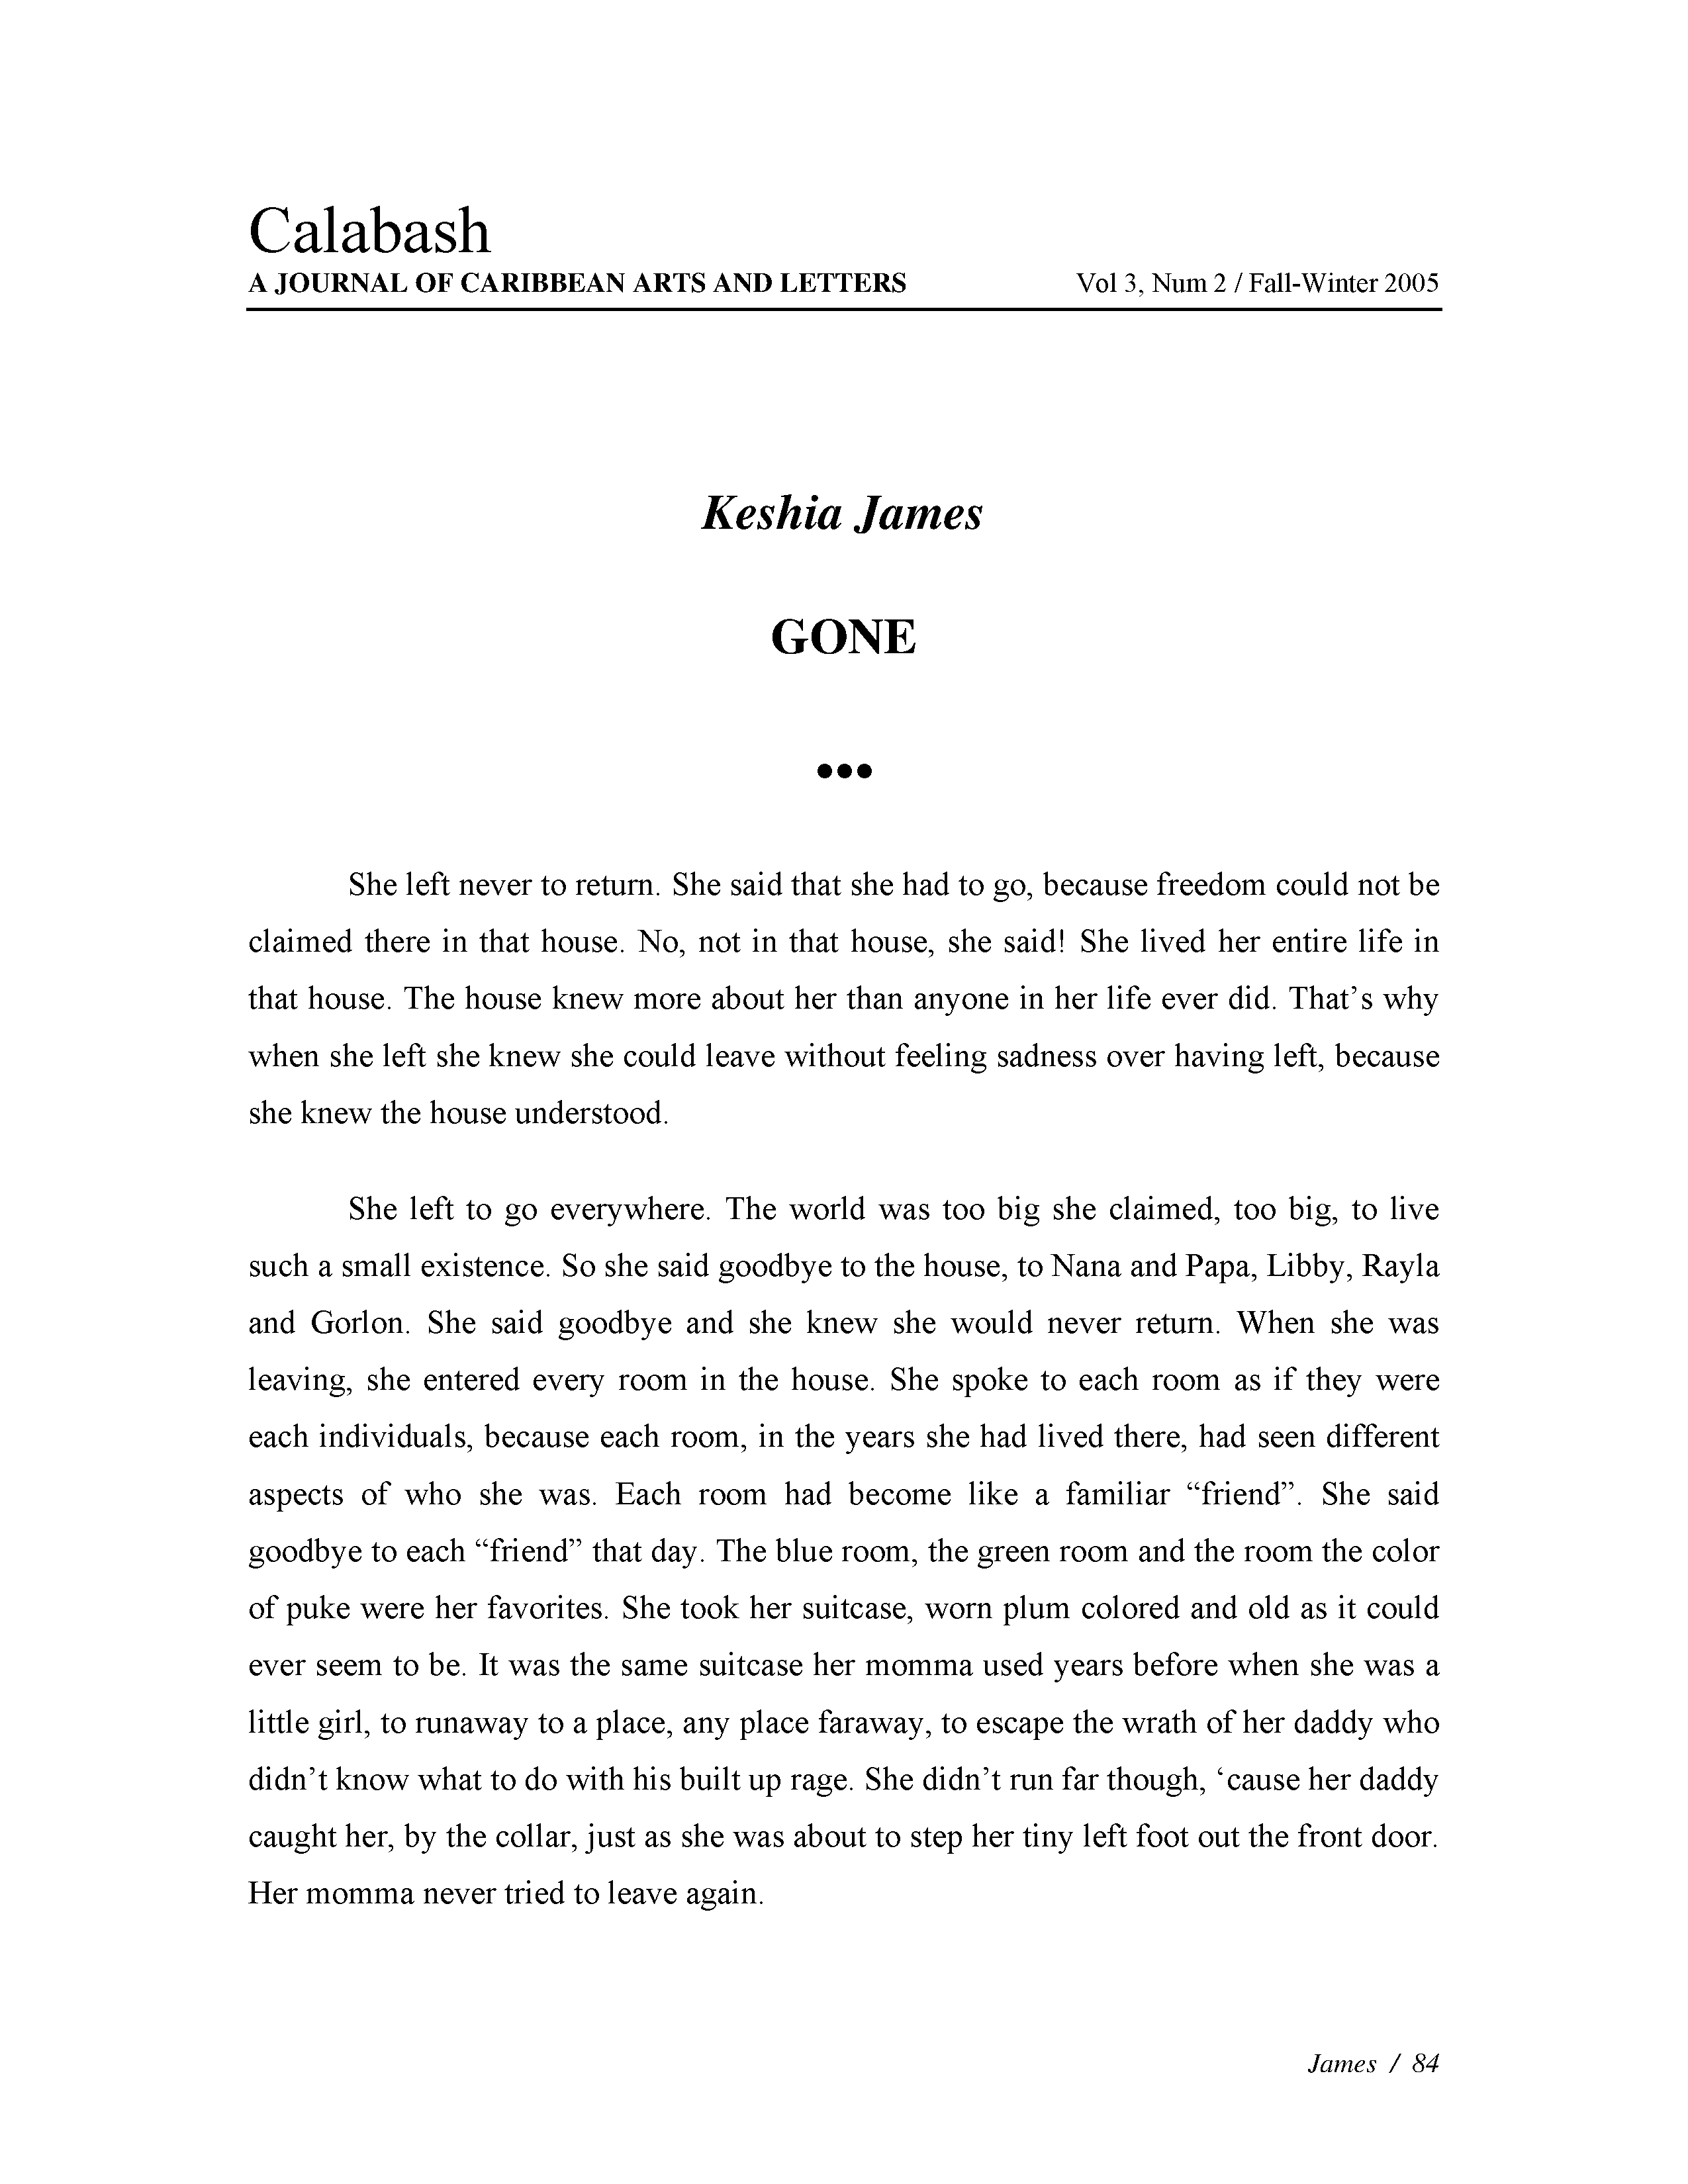 Calabash
A JOURNAL OF CARIBBEAN ARTS AND LETTERS Vol 3, Num 2 / Fall-Winter 2005
Keshia James
GONE
●●●
She left never to return. She said that she had to go, because freedom could not be
claimed there in that house. No, not in that house, she said! She lived her entire life in
that house. The house knew more about her than anyone in her life ever did. That’s why
when she left she knew she could leave without feeling sadness over having left, because
she knew the house understood.
She left to go everywhere. The world was too big she claimed, too big, to live
such a small existence. So she said goodbye to the house, to Nana and Papa, Libby, Rayla
and Gorlon. She said goodbye and she knew she would never return. When she was
leaving, she entered every room in the house. She spoke to each room as if they were
each individuals, because each room, in the years she had lived there, had seen different
aspects of who she was. Each room had become like a familiar “friend”. She said
goodbye to each “friend” that day. The blue room, the green room and the room the color
of puke were her favorites. She took her suitcase, worn plum colored and old as it could
ever seem to be. It was the same suitcase her momma used years before when she was a
little girl, to runaway to a place, any place faraway, to escape the wrath of her daddy who
didn’t know what to do with his built up rage. She didn’t run far though, ‘cause her daddy
caught her, by the collar, just as she was about to step her tiny left foot out the front door.
Her momma never tried to leave again.
James / 84